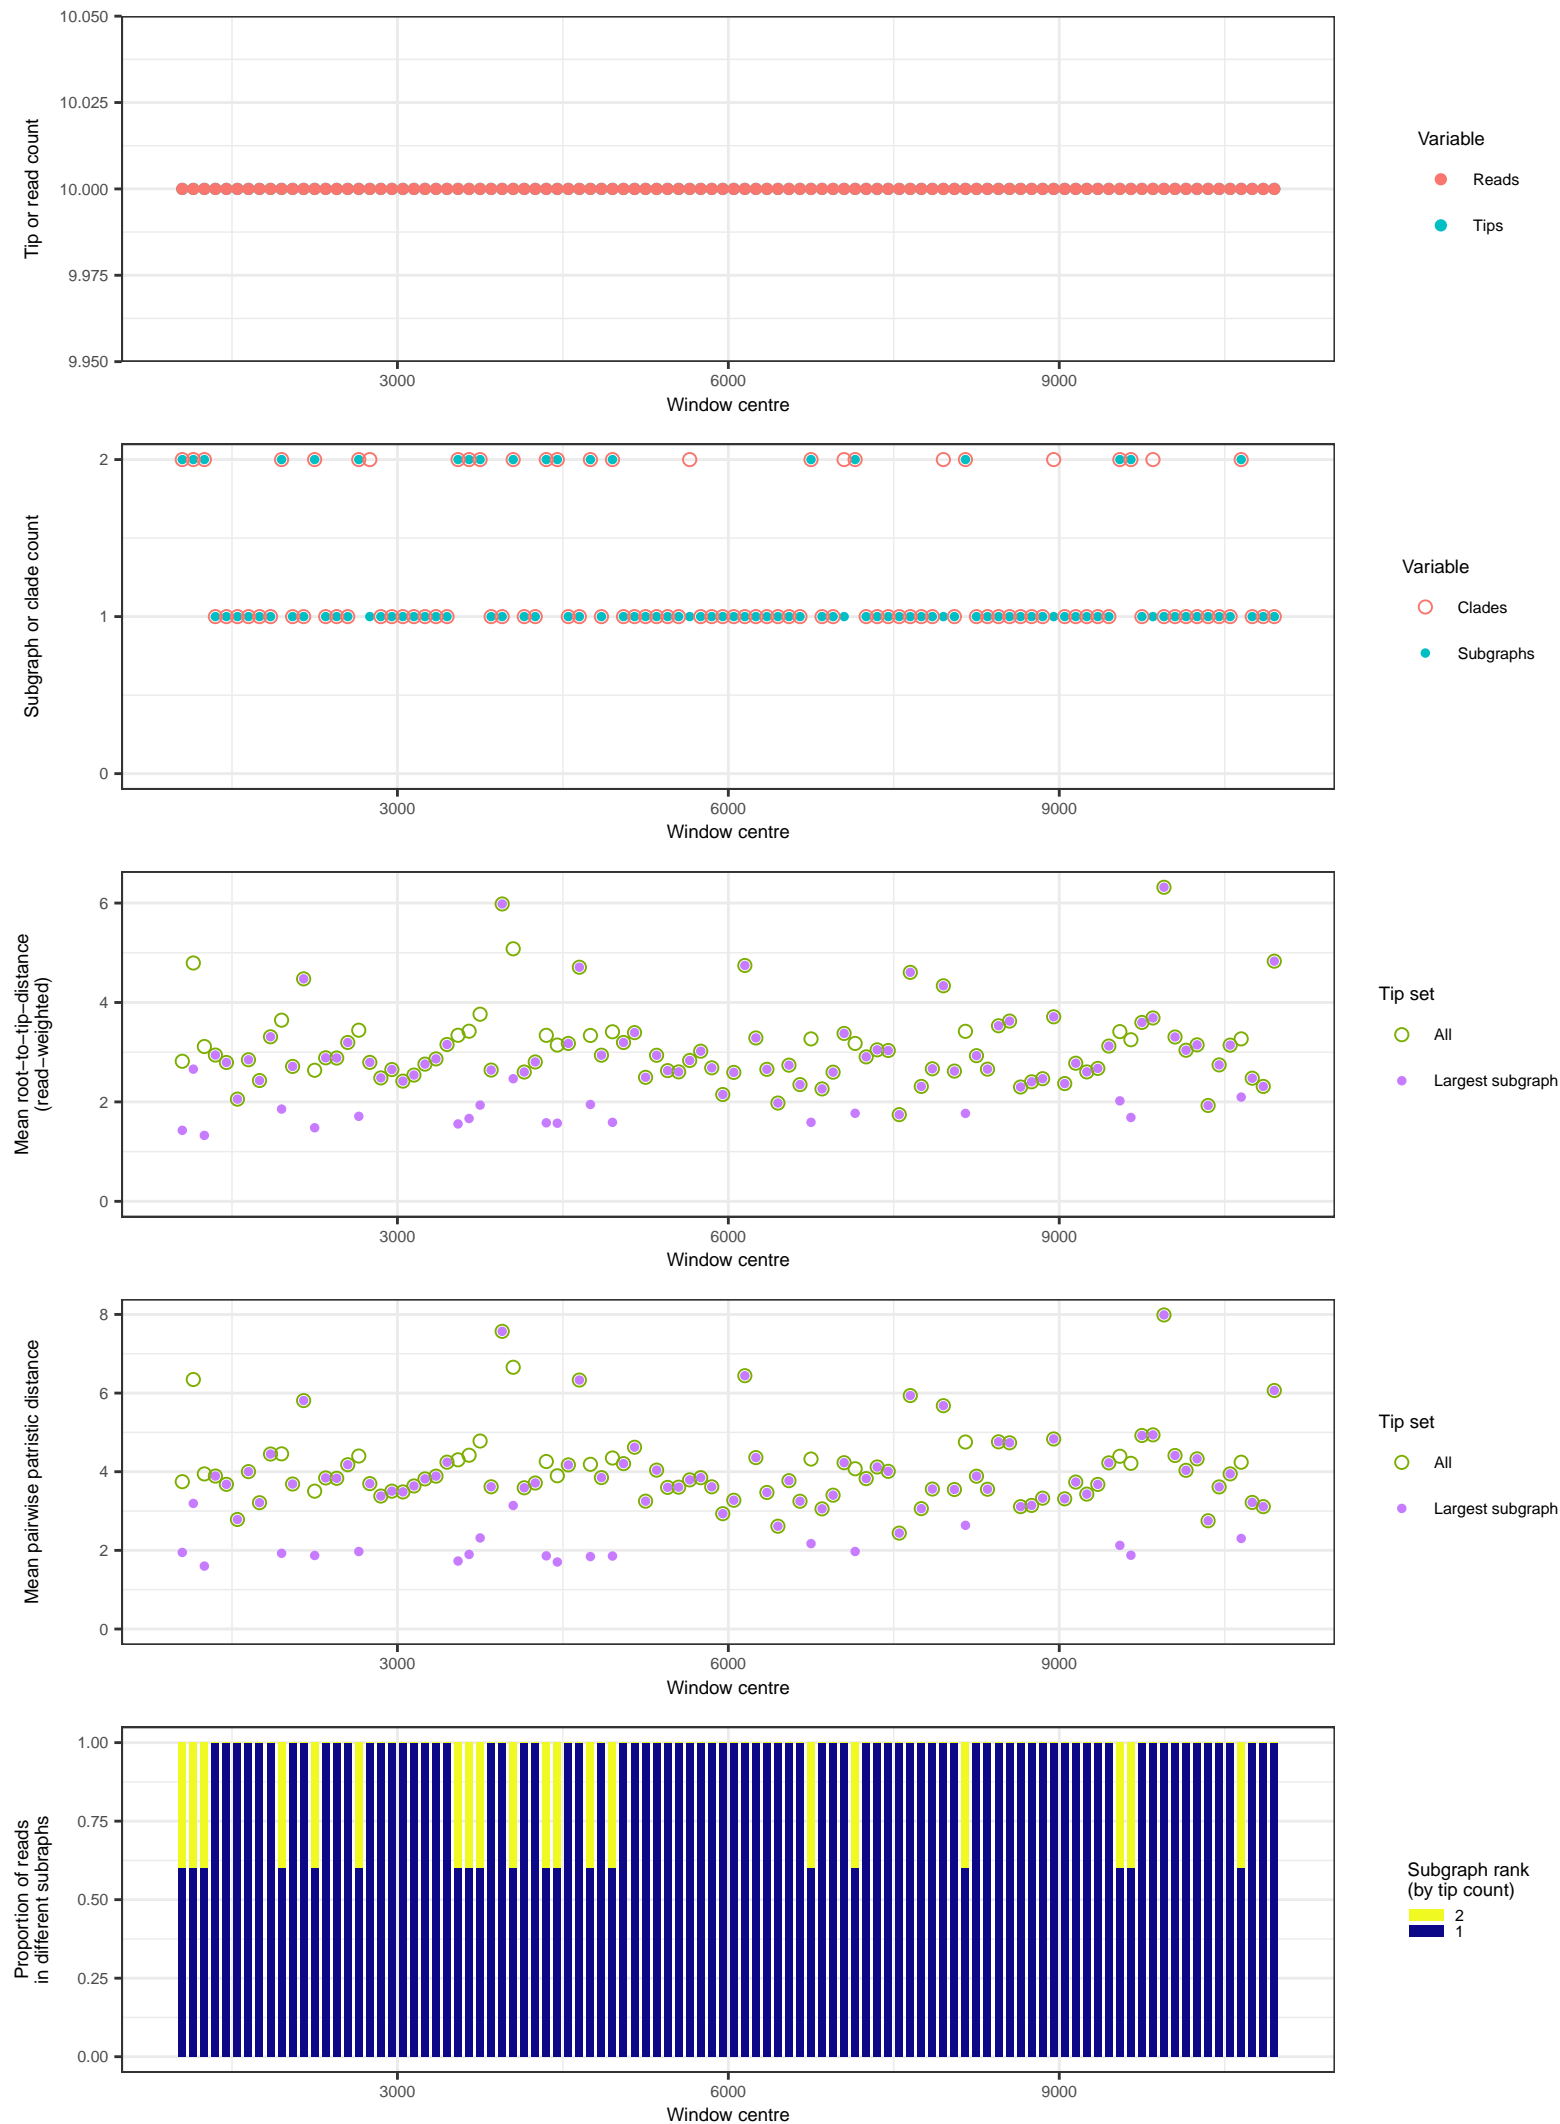 10.050
10.025
10.000
9.975
9.950
Tip or read count
3000
6000
9000
Window centre
Variable
Reads
Tips
2
1
0
Subgraph or clade count
3000
6000
9000
Window centre
Variable
Clades
Subgraphs
6
4
2
0
Mean root−to−tip−distance
(read−weighted)
3000
6000
9000
Window centre
Tip set
All
Largest subgraph
8
6
4
2
0
Mean pairwise patristic distance
3000
6000
9000
Window centre
Tip set
All
Largest subgraph
1.00
0.75
0.50
0.25
0.00
Proportion of reads
in different subraphs
3000
6000
9000
Window centre
Subgraph rank
(by tip count)
2
1